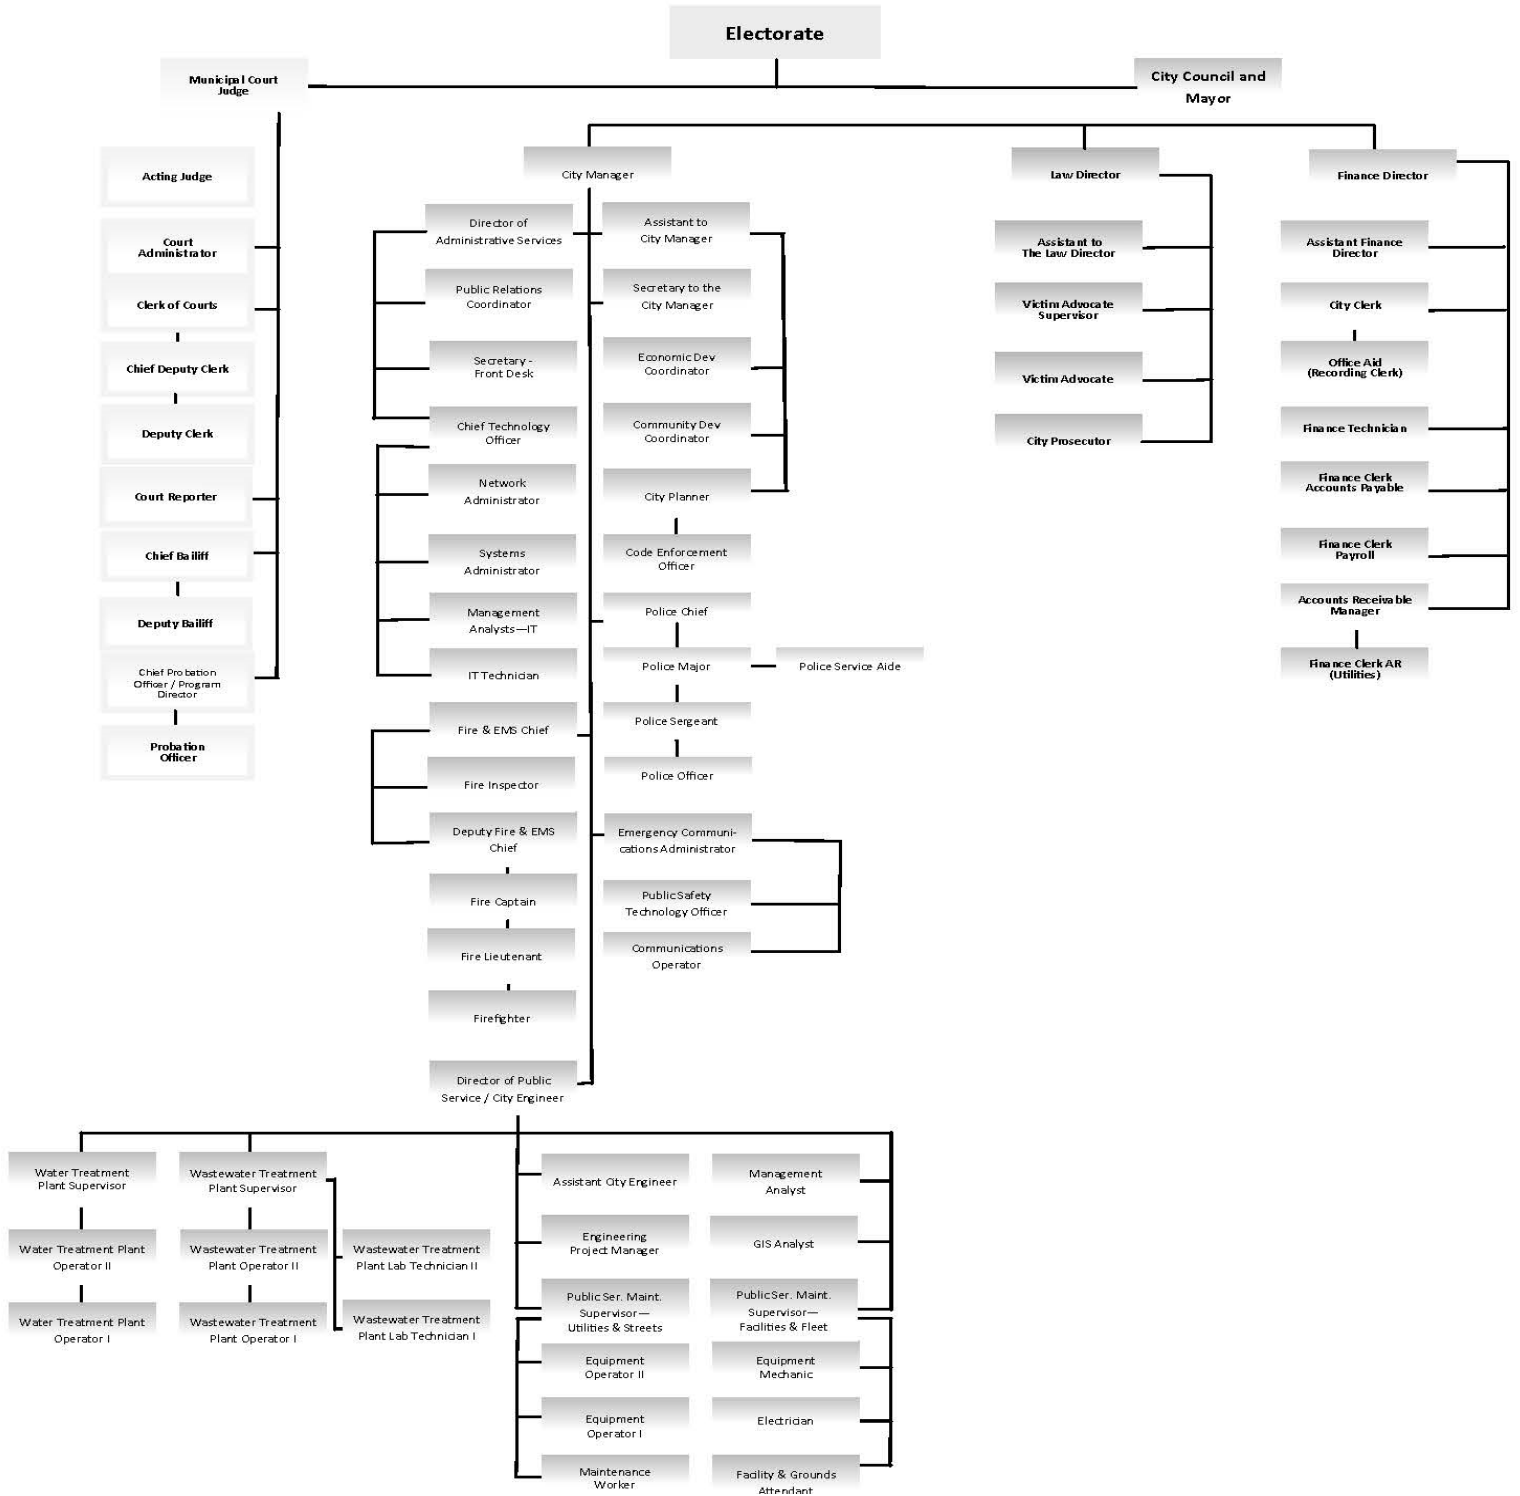 Electorate
Municipal Court
Judge
City Council and
Mayor
Acting Judge
Court
Administrator
Clerk of Courts
Chief Deputy Clerk
Deputy Clerk
Court Reporter
Chief Bailiff
Deputy Bailiff
Chief Probation
Officer / Program
Director
Probation
Officer
City Manager
Director of
Administrative Services
Public Relations
Coordinator
Secretary -
Front Desk
Chief Technology
Officer
Network
Administrator
Systems
Administrator
Management
Analysts—IT
IT Technician
Fire & EMS Chief
Fire Inspector
Deputy Fire & EMS
Chief
Fire Captain
Fire Lieutenant
Firefighter
Assistant to
City Manager
Secretary to the
City Manager
Economic Dev
Coordinator
Community Dev
Coordinator
City Planner
Code Enforcement
Officer
Police Chief
Police Major
Police Service Aide
Police Sergeant
Police Officer
Emergency Communi-
cations Administrator
Public Safety
Technology Officer
Communications
Operator
Law Director
Assistant to
The Law Director
Victim Advocate
Supervisor
Victim Advocate
City Prosecutor
Finance Director
Assistant Finance
Director
City Clerk
Office Aid
(Recording Clerk)
Finance Technician
Finance Clerk
Accounts Payable
Finance Clerk
Payroll
Accounts Receivable
Manager
Finance Clerk AR
(Utilities)
Director of Public
Service / City Engineer
Water Treatment
Plant Supervisor
Water Treatment Plant
Operator II
Water Treatment Plant
Operator I
Wastewater Treatment
Plant Supervisor
Wastewater Treatment
Plant Operator II
Wastewater Treatment
Plant Operator I
Wastewater Treatment
Plant Lab Technician II
Wastewater Treatment
Plant Lab Technician I
Assistant City Engineer
Engineering
Project Manager
Public Ser. Maint.
Supervisor—
Utilities & Streets
Equipment
Operator II
Equipment
Operator I
Maintenance
Worker
Management
Analyst
GIS Analyst
Public Ser. Maint.
Supervisor—
Facilities & Fleet
Equipment
Mechanic
Electrician
Facility & Grounds
Attendant